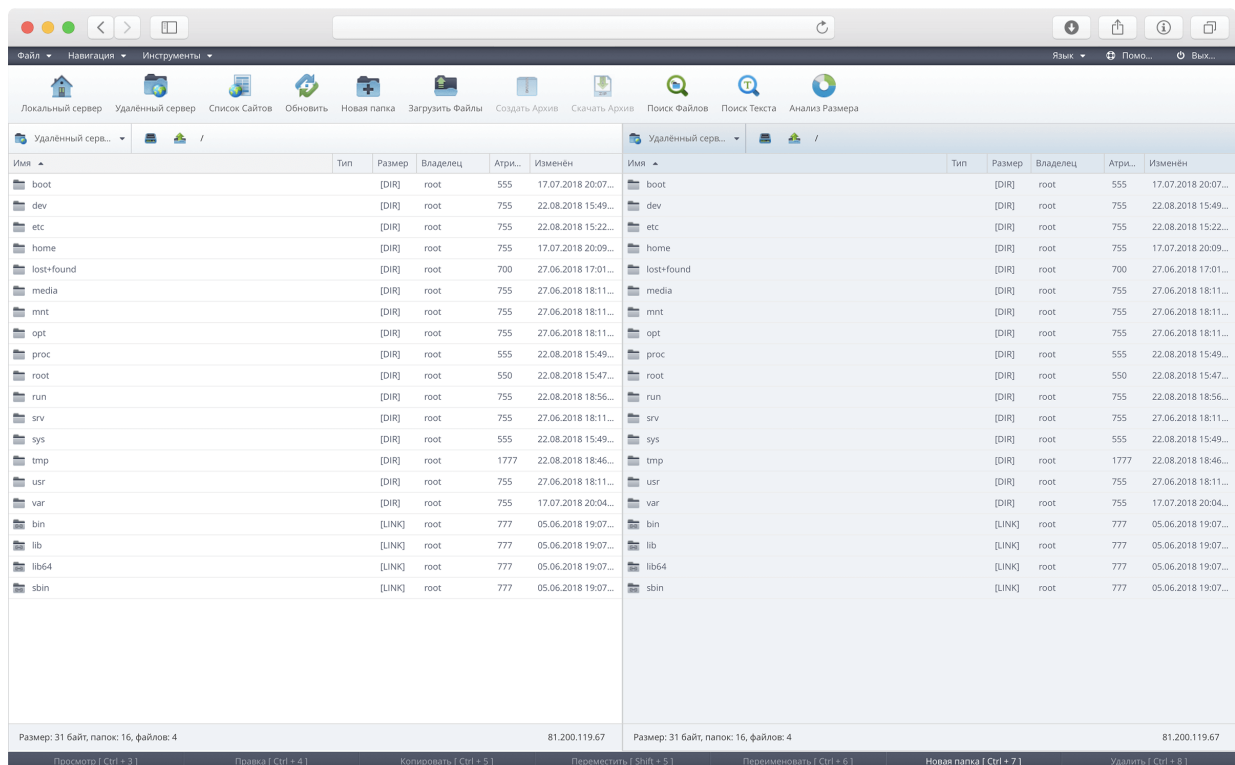 Файл Навигация Инструменты Язык Помо... Вых...
Локальный сервер Удалённый сервер Список Сайтов Обновить Новая папка Загрузить Файлы Создать Архив Скачать Архив Поиск Файлов Поиск Текста Анализ Размера
Удалённый серв... / Удалённый серв... /
Имя Тип Размер Владелец Атри... Изменён Имя Тип Размер Владелец Атри... Изменён
boot [DIR] root 555 17.07.2018 20:07... boot [DIR] root 555 17.07.2018 20:07...
dev [DIR] root 755 22.08.2018 15:49... dev [DIR] root 755 22.08.2018 15:49...
etc [DIR] root 755 22.08.2018 15:22... etc [DIR] root 755 22.08.2018 15:22...
home [DIR] root 755 17.07.2018 20:09... home [DIR] root 755 17.07.2018 20:09...
lost+found [DIR] root 700 27.06.2018 17:01... lost+found [DIR] root 700 27.06.2018 17:01...
media [DIR] root 755 27.06.2018 18:11... media [DIR] root 755 27.06.2018 18:11...
mnt [DIR] root 755 27.06.2018 18:11... mnt [DIR] root 755 27.06.2018 18:11...
opt [DIR] root 755 27.06.2018 18:11... opt [DIR] root 755 27.06.2018 18:11...
proc [DIR] root 555 22.08.2018 15:49... proc [DIR] root 555 22.08.2018 15:49...
root [DIR] root 550 22.08.2018 15:47... root [DIR] root 550 22.08.2018 15:47...
run [DIR] root 755 22.08.2018 18:56... run [DIR] root 755 22.08.2018 18:56...
srv [DIR] root 755 27.06.2018 18:11... srv [DIR] root 755 27.06.2018 18:11...
sys [DIR] root 555 22.08.2018 15:49... sys [DIR] root 555 22.08.2018 15:49...
tmp [DIR] root 1777 22.08.2018 18:46... tmp [DIR] root 1777 22.08.2018 18:46...
usr [DIR] root 755 27.06.2018 18:11... usr [DIR] root 755 27.06.2018 18:11...
var [DIR] root 755 17.07.2018 20:04... var [DIR] root 755 17.07.2018 20:04...
bin [LINK] root 777 05.06.2018 19:07... bin [LINK] root 777 05.06.2018 19:07...
lib [LINK] root 777 05.06.2018 19:07... lib [LINK] root 777 05.06.2018 19:07...
lib64 [LINK] root 777 05.06.2018 19:07... lib64 [LINK] root 777 05.06.2018 19:07...
sbin [LINK] root 777 05.06.2018 19:07... sbin [LINK] root 777 05.06.2018 19:07...
Размер: 31 байт, папок: 16, файлов: 4 81.200.119.67 Размер: 31 байт, папок: 16, файлов: 4 81.200.119.67
Просмотр [ Ctrl + 3 ] Правка [ Ctrl + 4 ] Копировать [ Ctrl + 5 ] Переместить [ Shift + 5 ] Переименовать [ Ctrl + 6 ] Новая папка [ Ctrl + 7 ] Удалить [ Ctrl + 8 ]